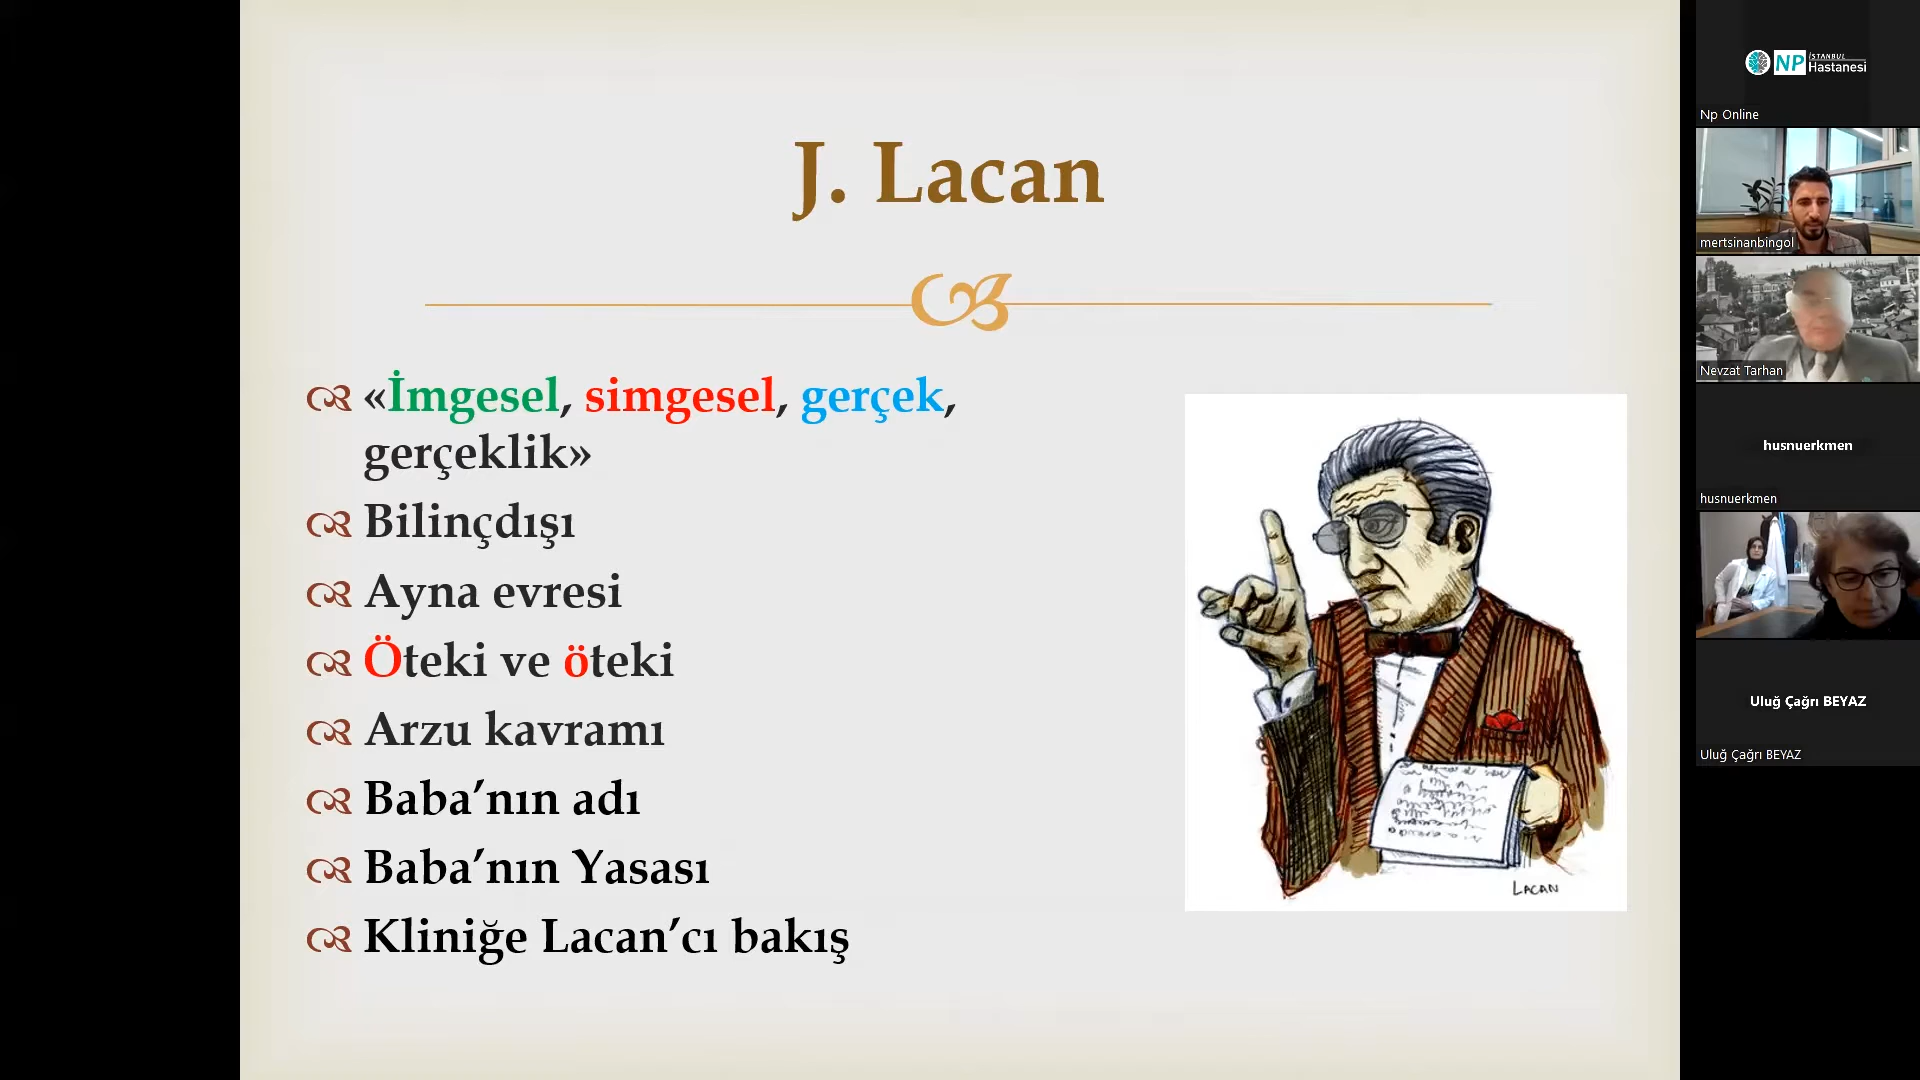 J. Lacan
«İmgesel, simgesel, gerçek,
gerçeklik»
Bilinçdışı
Ayna evresi
Öteki ve öteki
Arzu kavramı
Baba’nın adı
Baba’nın Yasası
Kliniğe Lacan’cı bakış
LACAN
NP İSTANBUL
Hastanesi
Np Online
mertsinanbingol
Nevzat Tarhan
husnuerkmen
husnuerkmen
Uluğ Çağrı BEYAZ
Uluğ Çağrı BEYAZ